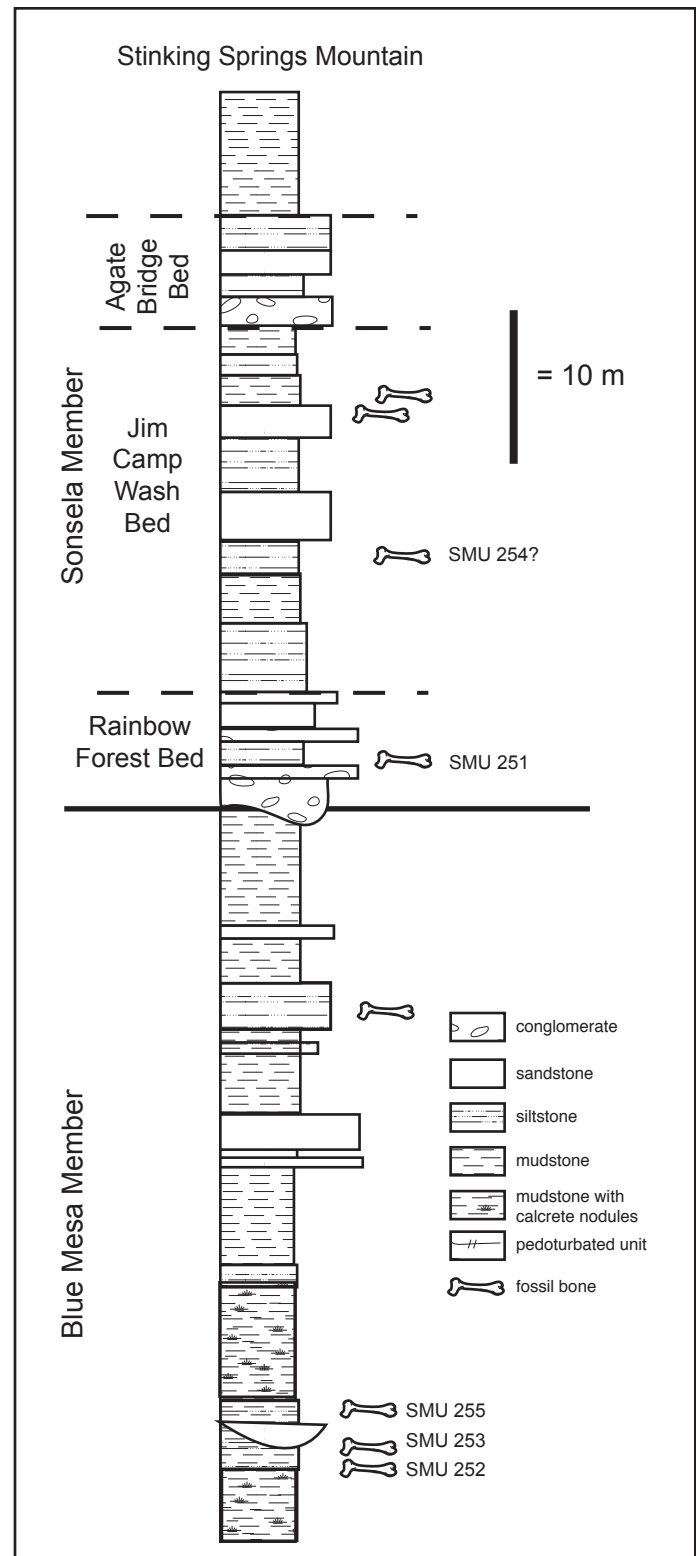 Stinking Springs Mountain
Agate
Bridge
Bed
= 10 m
Sonsela Member
Jim
Camp
Wash
Bed
SMU 254?
Rainbow
Forest Bed
SMU 251
Blue Mesa Member
conglomerate
sandstone
siltstone
mudstone
mudstone with
calcrete nodules
pedoturbated unit
fossil bone
SMU 255
SMU 253
SMU 252